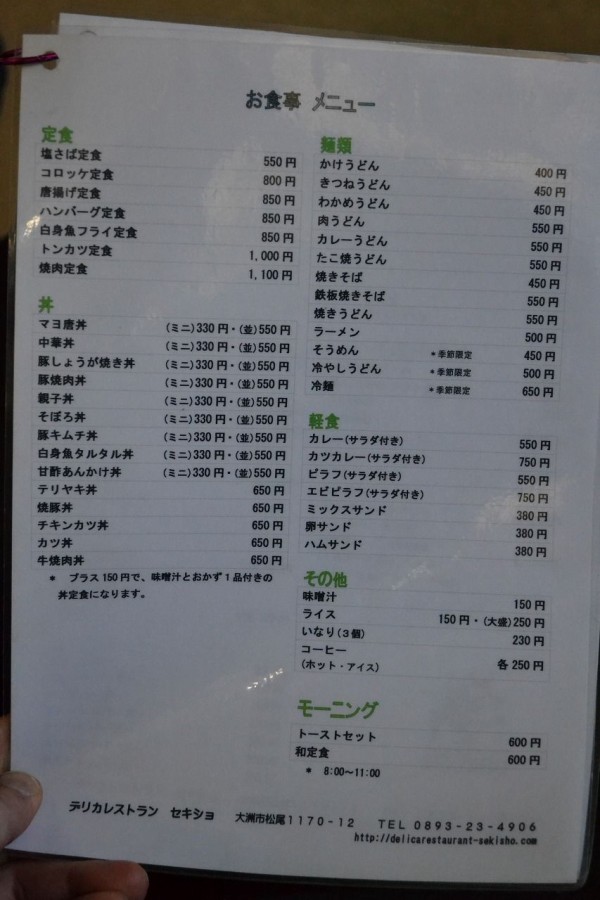 お食事 メニュー
定食
塩さば定食 550円
コロッケ定食 800円
唐揚げ定食 850円
ハンバーグ定食 850円
白身魚フライ定食 850円
トンカツ定食 1,000円
焼肉定食 1,100円
丼
マヨ唐丼 (ミニ)330円・(並)550円
中華丼 (ミニ)330円・(並)550円
豚しょうが焼き丼 (ミニ)330円・(並)550円
豚焼肉丼 (ミニ)330円・(並)550円
親子丼 (ミニ)330円・(並)550円
そぼろ丼 (ミニ)330円・(並)550円
豚キムチ丼 (ミニ)330円・(並)550円
白身魚タルタル丼 (ミニ)330円・(並)550円
甘酢あんかけ丼 (ミニ)330円・(並)550円
テリヤキ丼 650円
焼豚丼 650円
チキンカツ丼 650円
カツ丼 650円
牛焼肉丼 650円
* プラス150円で、味噌汁とおかず1品付きの
丼定食になります。
麺類
かけうどん 400円
きつねうどん 450円
わかめうどん 450円
肉うどん 550円
カレーうどん 550円
たこ焼うどん 550円
焼きそば 450円
鉄板焼きそば 550円
焼きうどん 550円
ラーメン 500円
そうめん *季節限定 450円
冷やしうどん *季節限定 500円
冷麺 *季節限定 650円
軽食
カレー(サラダ付き) 550円
カツカレー(サラダ付き) 750円
ピラフ(サラダ付き) 550円
エビピラフ(サラダ付き) 750円
ミックスサンド 380円
卵サンド 380円
ハムサンド 380円
その他
味噌汁 150円
ライス 150円・(大盛)250円
いなり(3個) 230円
コーヒー
(ホット・アイス) 各250円
モーニング
トーストセット 600円
和定食 600円
* 8:00~11:00
デリカレストラン セキショ 大洲市松尾1170-12 TEL 0893-23-4906
http://delicarestaurant-sekisho.com